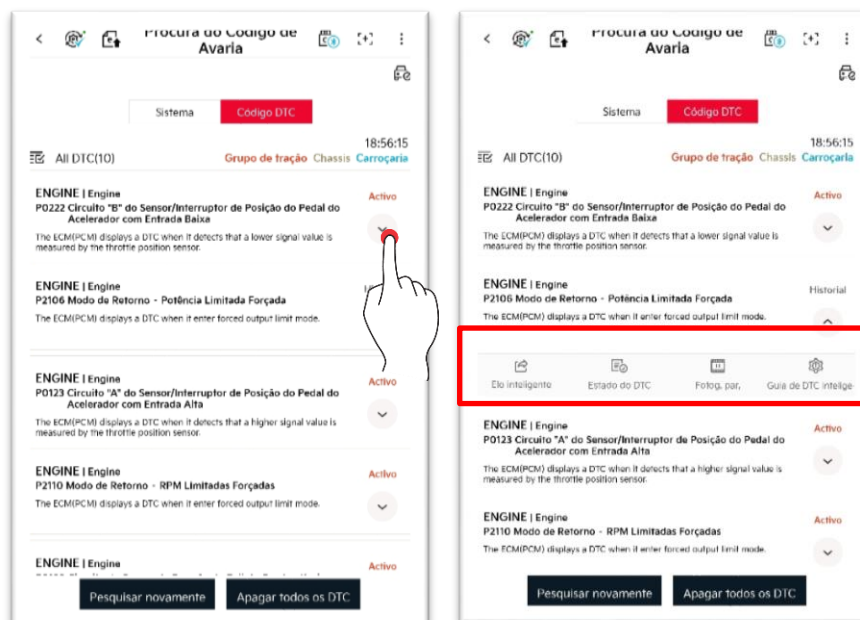 Procura do Código de
Avaria
Sistema
Código DTC
18:56:15
All DTC(10)
Grupo de tração Chassis Carroçaria
ENGINE | Engine
Activo
P0222 Circuito "B" do Sensor/Interruptor de Posição do Pedal do
Acelerador com Entrada Baixa
The ECM(PCM) displays a DTC when it detects that a lower signal value is
measured by the throttle position sensor.
ENGINE | Engine
P2106 Modo de Retorno - Potência Limitada Forçada
The ECM(PCM) displays a DTC when it enter forced output limit mode.
ENGINE | Engine
Activo
P0123 Circuito "A" do Sensor/Interruptor de Posição do Pedal do
Acelerador com Entrada Alta
The ECM(PCM) displays a DTC when it detects that a higher signal value is
measured by the throttle position sensor.
ENGINE | Engine
Activo
P2110 Modo de Retorno - RPM Limitadas Forçadas
The ECM(PCM) displays a DTC when it enter forced output limit mode.
ENGINE | Engine
Activo
Pesquisar novamente
Apagar todos os DTC
Procura do Código de
Avaria
Sistema
Código DTC
18:56:15
All DTC(10)
Grupo de tração Chassis Carroçaria
ENGINE | Engine
Activo
P0222 Circuito "B" do Sensor/Interruptor de Posição do Pedal do
Acelerador com Entrada Baixa
The ECM(PCM) displays a DTC when it detects that a lower signal value is
measured by the throttle position sensor.
ENGINE | Engine
Historial
P2106 Modo de Retorno - Potência Limitada Forçada
The ECM(PCM) displays a DTC when it enter forced output limit mode.
Elo inteligente
Estado do DTC
Fotog. par.
Guia de DTC intelige
ENGINE | Engine
Activo
P0123 Circuito "A" do Sensor/Interruptor de Posição do Pedal do
Acelerador com Entrada Alta
The ECM(PCM) displays a DTC when it detects that a higher signal value is
measured by the throttle position sensor.
ENGINE | Engine
Activo
P2110 Modo de Retorno - RPM Limitadas Forçadas
The ECM(PCM) displays a DTC when it enter forced output limit mode.
Pesquisar novamente
Apagar todos os DTC